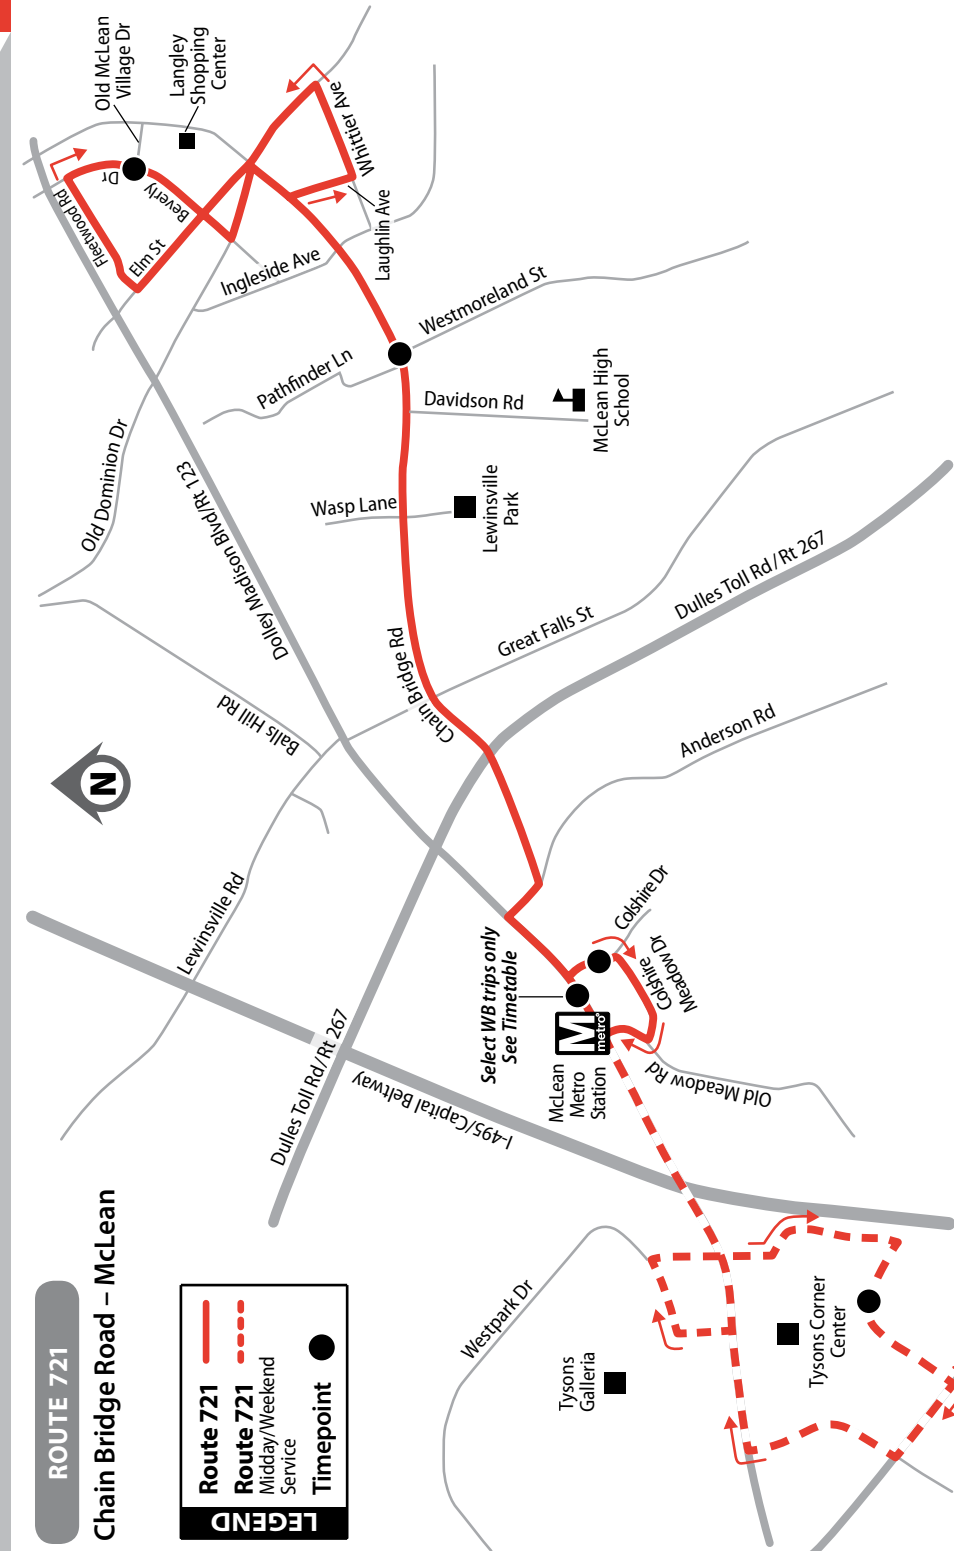 ROUTE 721
Chain Bridge Road – McLean
LEGEND
Route 721
Route 721
Midday/Weekend
Service
Timepoint
N
Old McLean
Village Dr
Langley
Shopping
Center
Fleetwood Rd
Beverly
Dr
Elm St
Whittier Ave
Laughlin Ave
Ingleside Ave
Westmoreland St
Pathfinder Ln
Davidson Rd
McLean High
School
Old Dominion Dr
Dolley Madison Blvd/Rt 123
Wasp Lane
Lewinsville
Park
Chain Bridge Rd
Great Falls St
Dulles Toll Rd/Rt 267
Balls Hill Rd
Anderson Rd
Lewinsville Rd
Select WB trips only
See Timetable
Colshire Dr
Colshire
Meadow Dr
M
metro®
McLean
Metro
Station
Old Meadow Rd
Dulles Toll Rd/Rt 267
I-495/Capital Beltway
Westpark Dr
Tysons
Galleria
Tysons Corner
Center